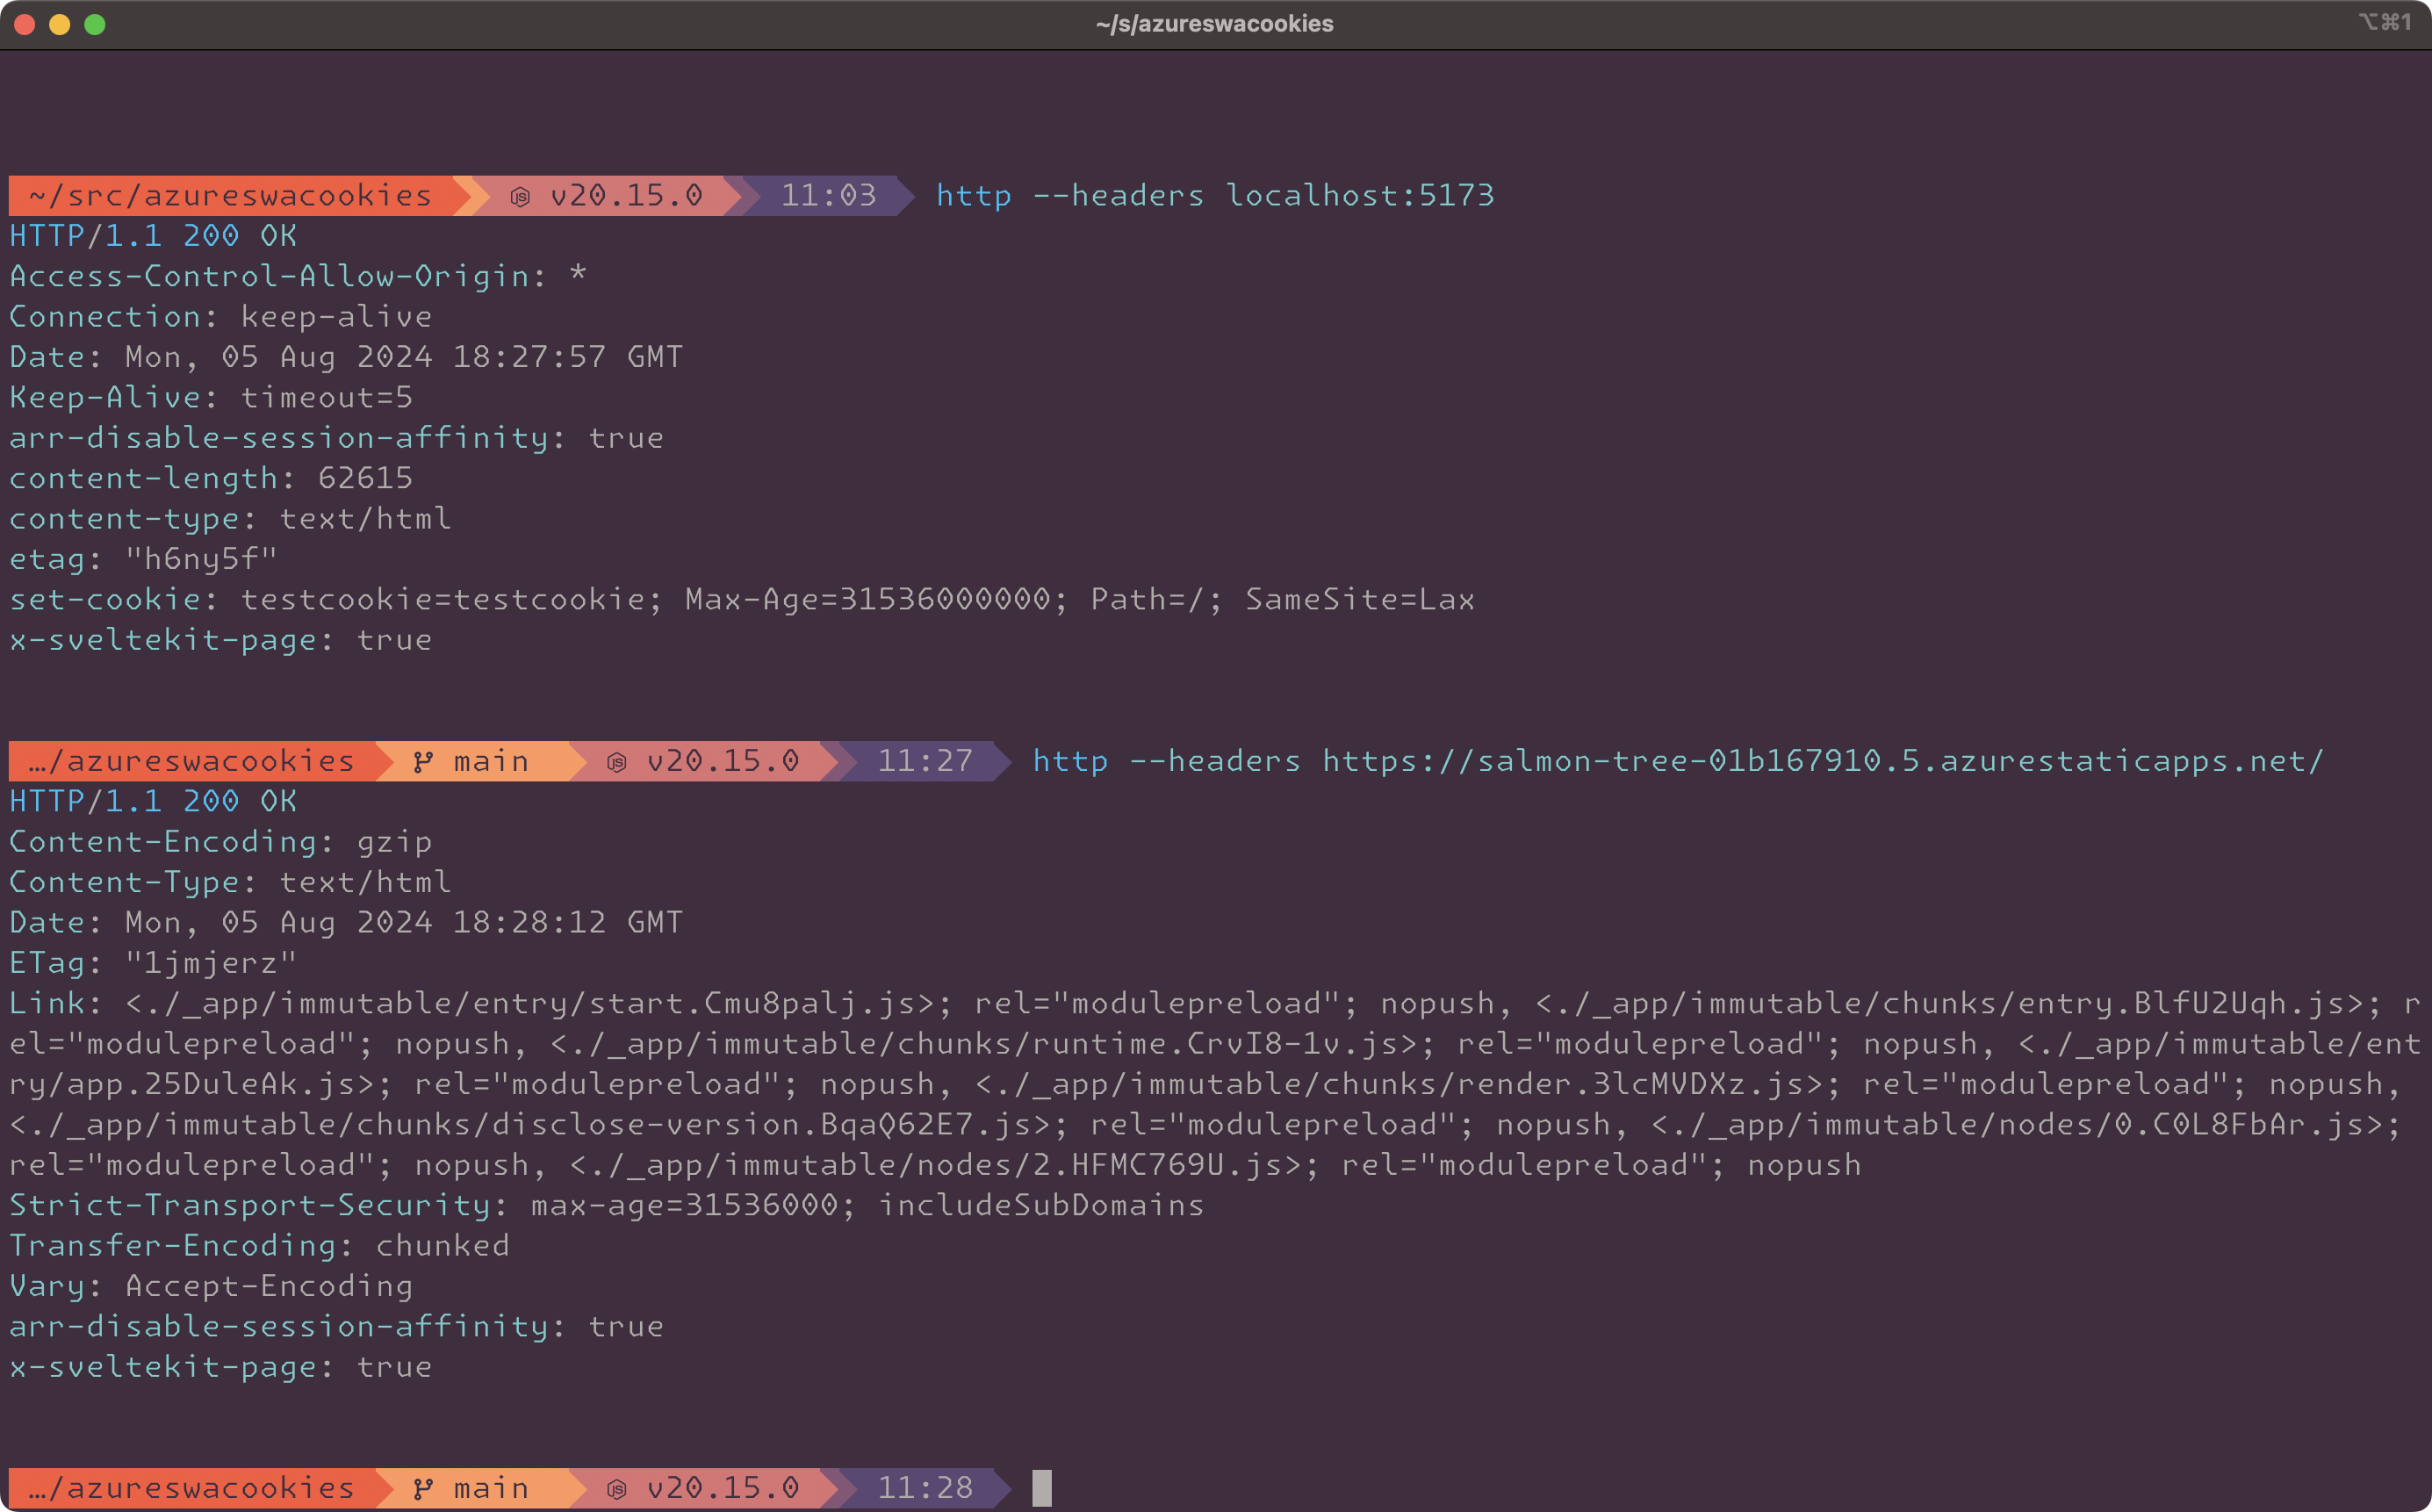 ~/s/azureswacookies
⌥⌘1
~/src/azureswacookies v20.15.0 11:03 http --headers localhost:5173
HTTP/1.1 200 OK
Access-Control-Allow-Origin: *
Connection: keep-alive
Date: Mon, 05 Aug 2024 18:27:57 GMT
Keep-Alive: timeout=5
arr-disable-session-affinity: true
content-length: 62615
content-type: text/html
etag: "h6ny5f"
set-cookie: testcookie=testcookie; Max-Age=31536000000; Path=/; SameSite=Lax
x-sveltekit-page: true
…/azureswacookies main v20.15.0 11:27 http --headers https://salmon-tree-01b167910.5.azurestaticapps.net/
HTTP/1.1 200 OK
Content-Encoding: gzip
Content-Type: text/html
Date: Mon, 05 Aug 2024 18:28:12 GMT
ETag: "1jmjerz"
Link: <./_app/immutable/entry/start.Cmu8palj.js>; rel="modulepreload"; nopush, <./_app/immutable/chunks/entry.BlfU2Uqh.js>; r
el="modulepreload"; nopush, <./_app/immutable/chunks/runtime.CrvI8-1v.js>; rel="modulepreload"; nopush, <./_app/immutable/ent
ry/app.25DuleAk.js>; rel="modulepreload"; nopush, <./_app/immutable/chunks/render.3lcMVDXz.js>; rel="modulepreload"; nopush,
<./_app/immutable/chunks/disclose-version.BqaQ62E7.js>; rel="modulepreload"; nopush, <./_app/immutable/nodes/0.C0L8FbAr.js>;
rel="modulepreload"; nopush, <./_app/immutable/nodes/2.HFMC769U.js>; rel="modulepreload"; nopush
Strict-Transport-Security: max-age=31536000; includeSubDomains
Transfer-Encoding: chunked
Vary: Accept-Encoding
arr-disable-session-affinity: true
x-sveltekit-page: true
…/azureswacookies main v20.15.0 11:28